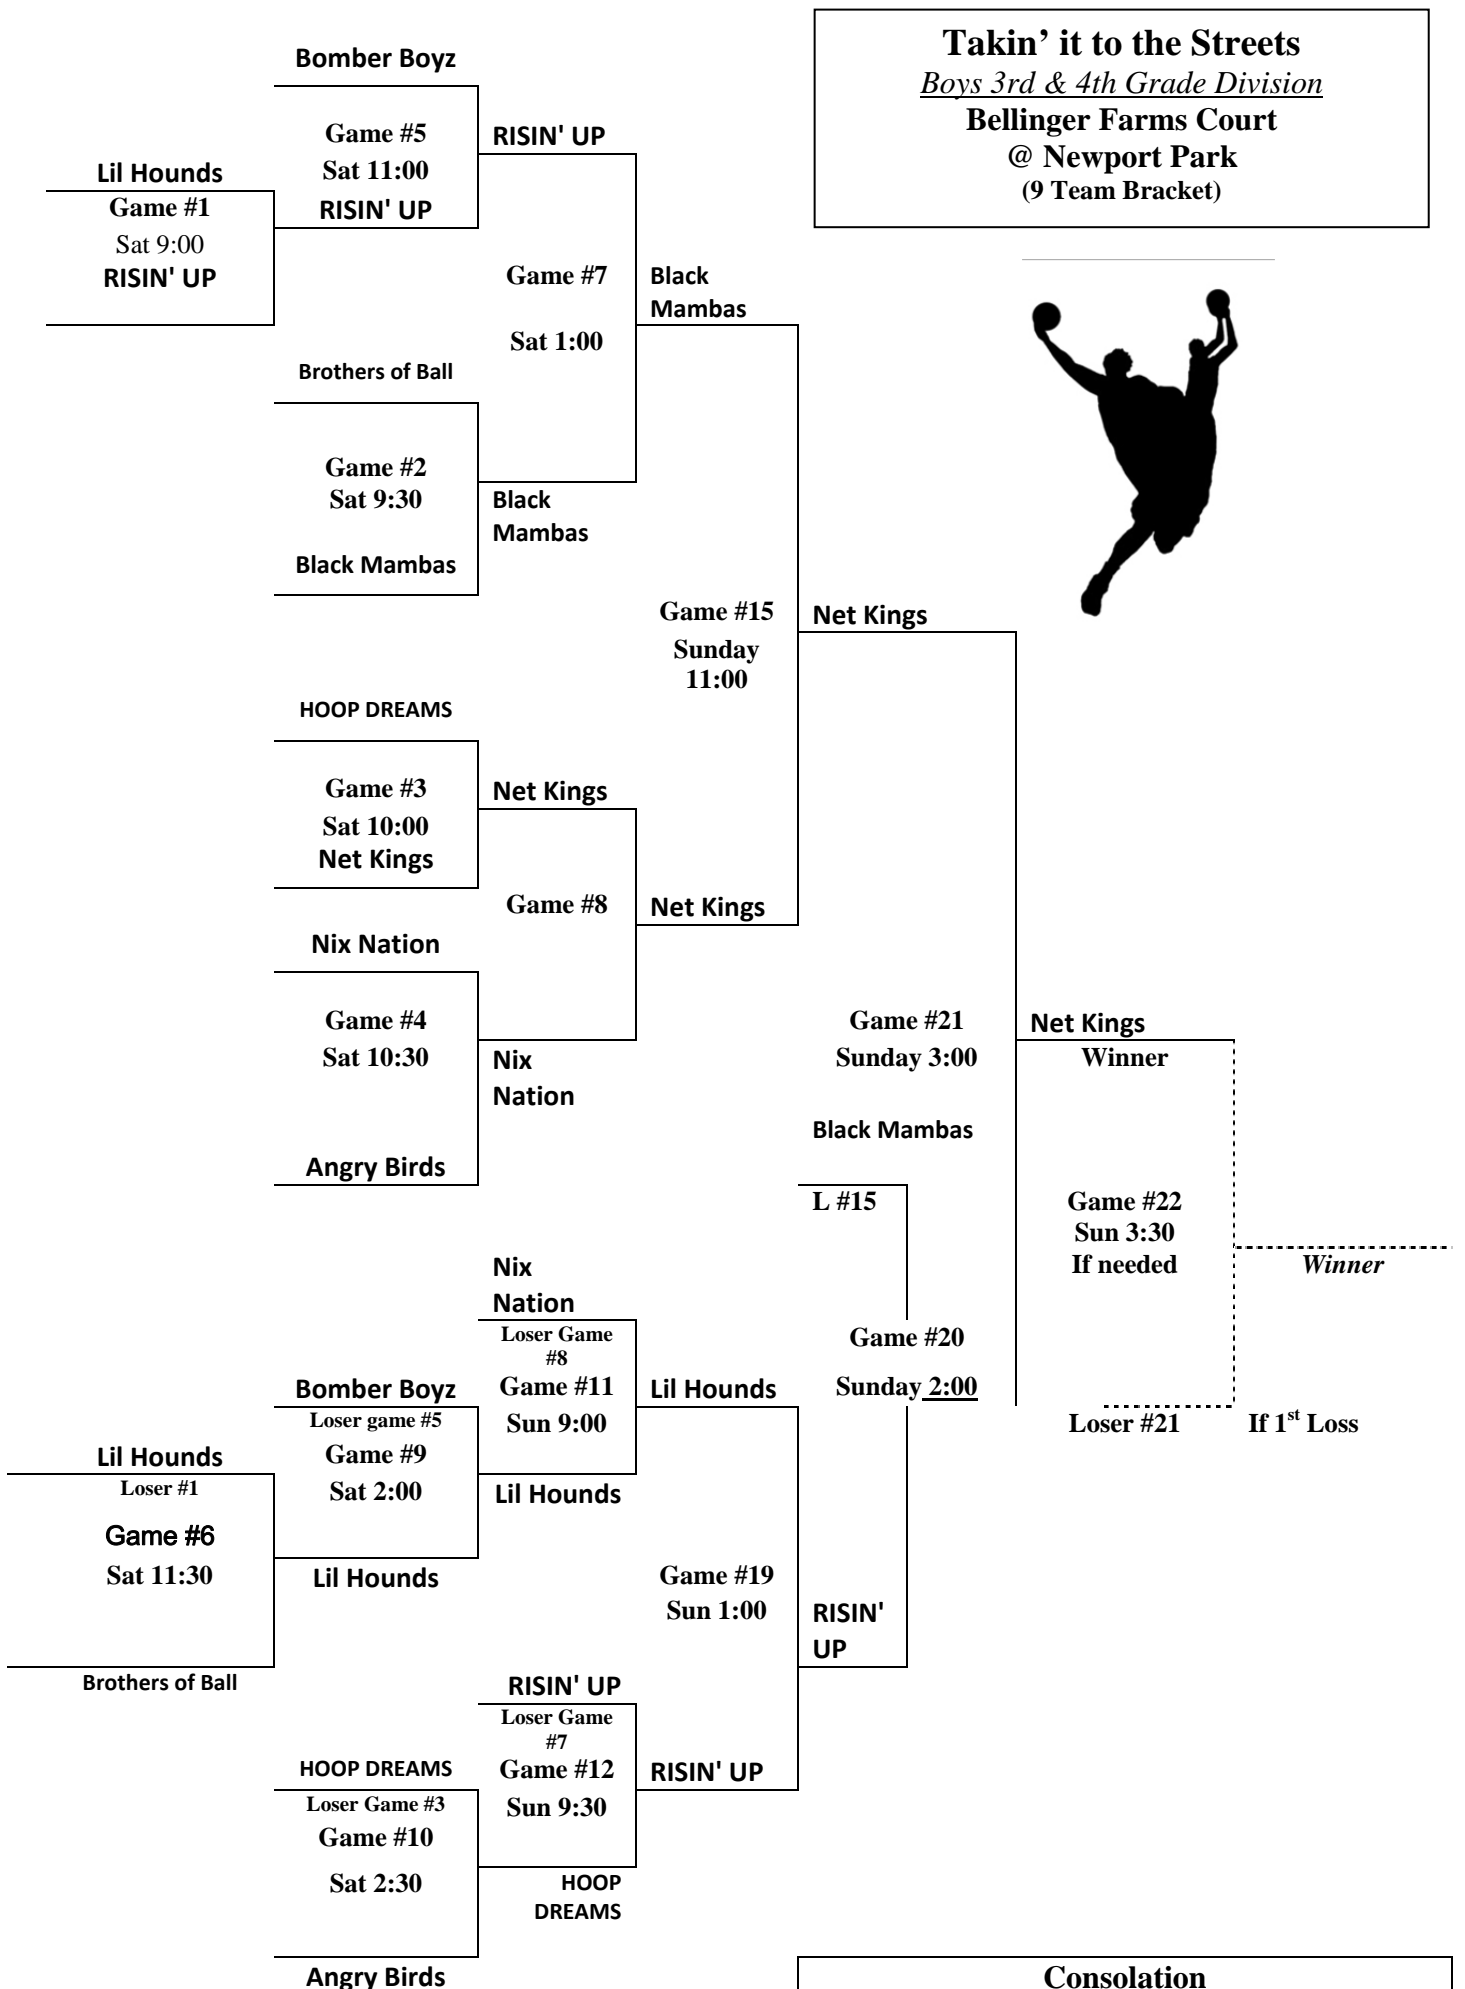 Takin’ it to the Streets
Boys 3rd & 4th Grade Division
Bellinger Farms Court
@ Newport Park
(9 Team Bracket)
Bomber Boyz
Game #5
Sat 11:00
RISIN' UP
RISIN' UP
Lil Hounds
Game #1
Sat 9:00
RISIN' UP
Game #7
Sat 1:00
Black
Mambas
Brothers of Ball
Game #2
Sat 9:30
Black Mambas
Black
Mambas
Game #15
Sunday
11:00
Net Kings
HOOP DREAMS
Game #3
Sat 10:00
Net Kings
Net Kings
Game #8
Net Kings
Nix Nation
Game #4
Sat 10:30
Angry Birds
Nix
Nation
Game #21
Sunday 3:00
Net Kings
Winner
Black Mambas
L #15
Game #22
Sun 3:30
If needed
Winner
Game #20
Sunday 2:00
Loser #21
If 1st Loss
Nix
Nation
Loser Game
#8
Game #11
Sun 9:00
Lil Hounds
Lil Hounds
Bomber Boyz
Loser game #5
Game #9
Sat 2:00
Lil Hounds
Lil Hounds
Loser #1
Game #6
Sat 11:30
Brothers of Ball
Game #19
Sun 1:00
RISIN'
UP
RISIN' UP
Loser Game
#7
Game #12
Sun 9:30
RISIN' UP
HOOP
DREAMS
HOOP DREAMS
Loser Game #3
Game #10
Sat 2:30
Angry Birds
Consolation